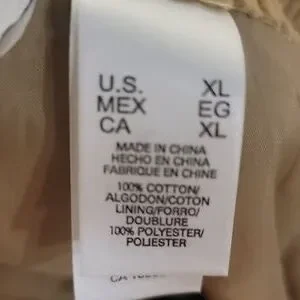 U.S. XL
MEX EG
CA XL
MADE IN CHINA
HECHO EN CHINA
FABRIQUE EN CHINE
100% COTTON/
ALGODON/COTON
LINING/FORRO/
DOUBLURE
100% POLYESTER/
POLIESTER
CA